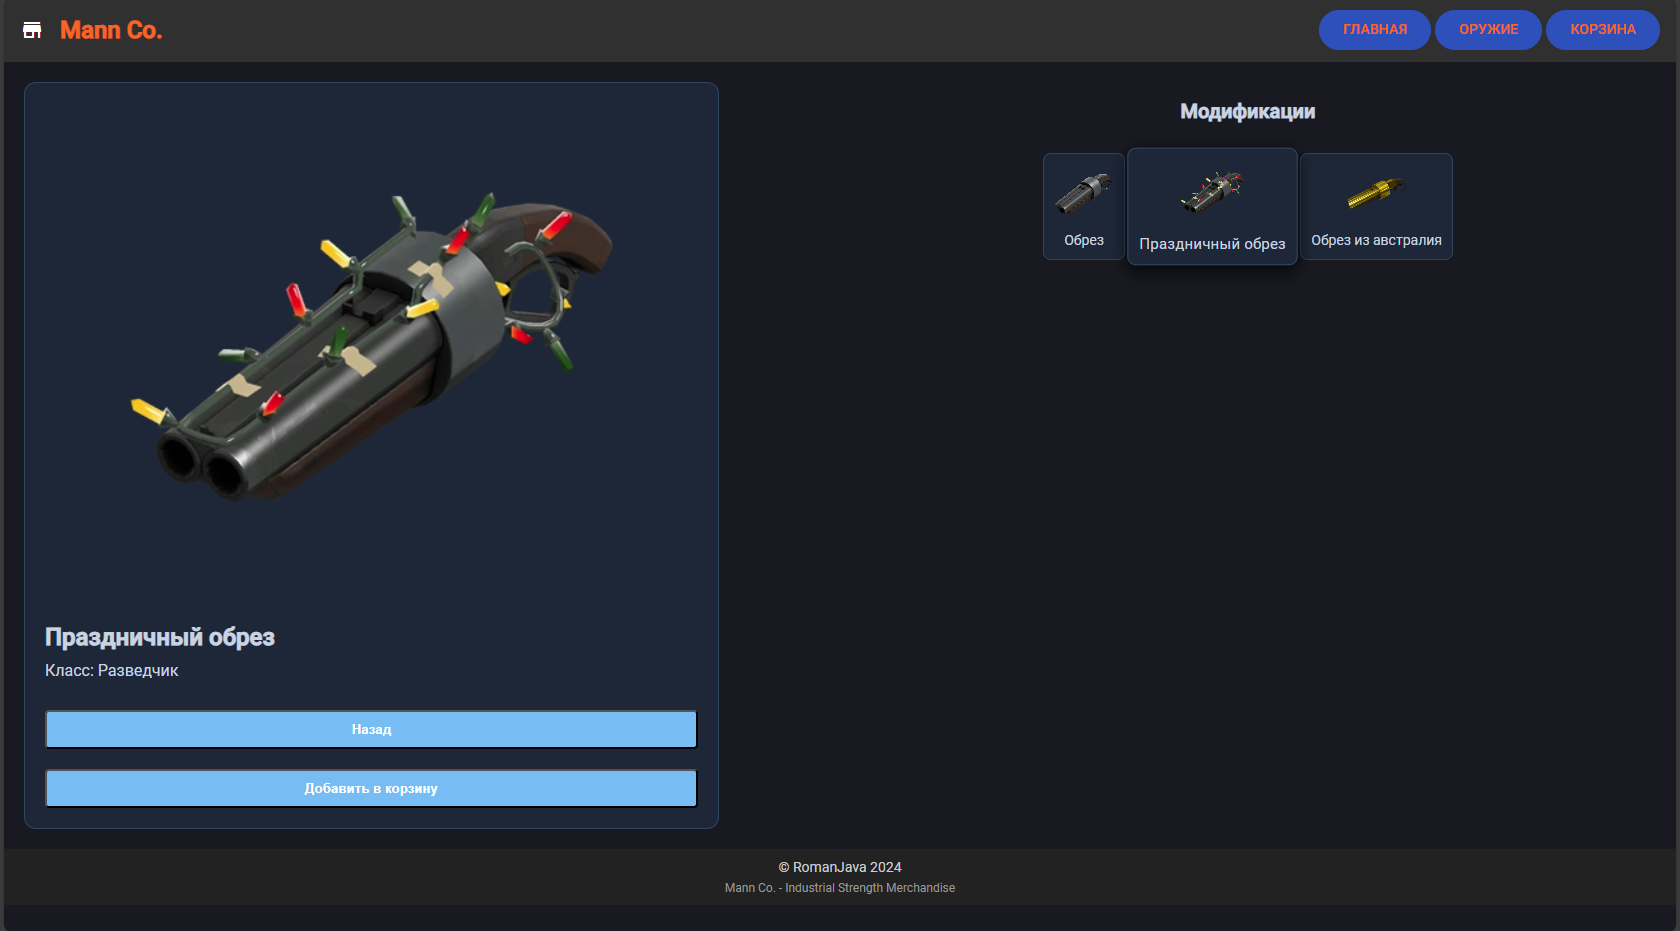 Mann Co.
ГЛАВНАЯ
ОРУЖИЕ
КОРЗИНА
Праздничный обрез
Класс: Разведчик
Назад
Добавить в корзину
Модификации
Обрез
Праздничный обрез
Обрез из австралия
© RomanJava 2024
Mann Co. - Industrial Strength Merchandise